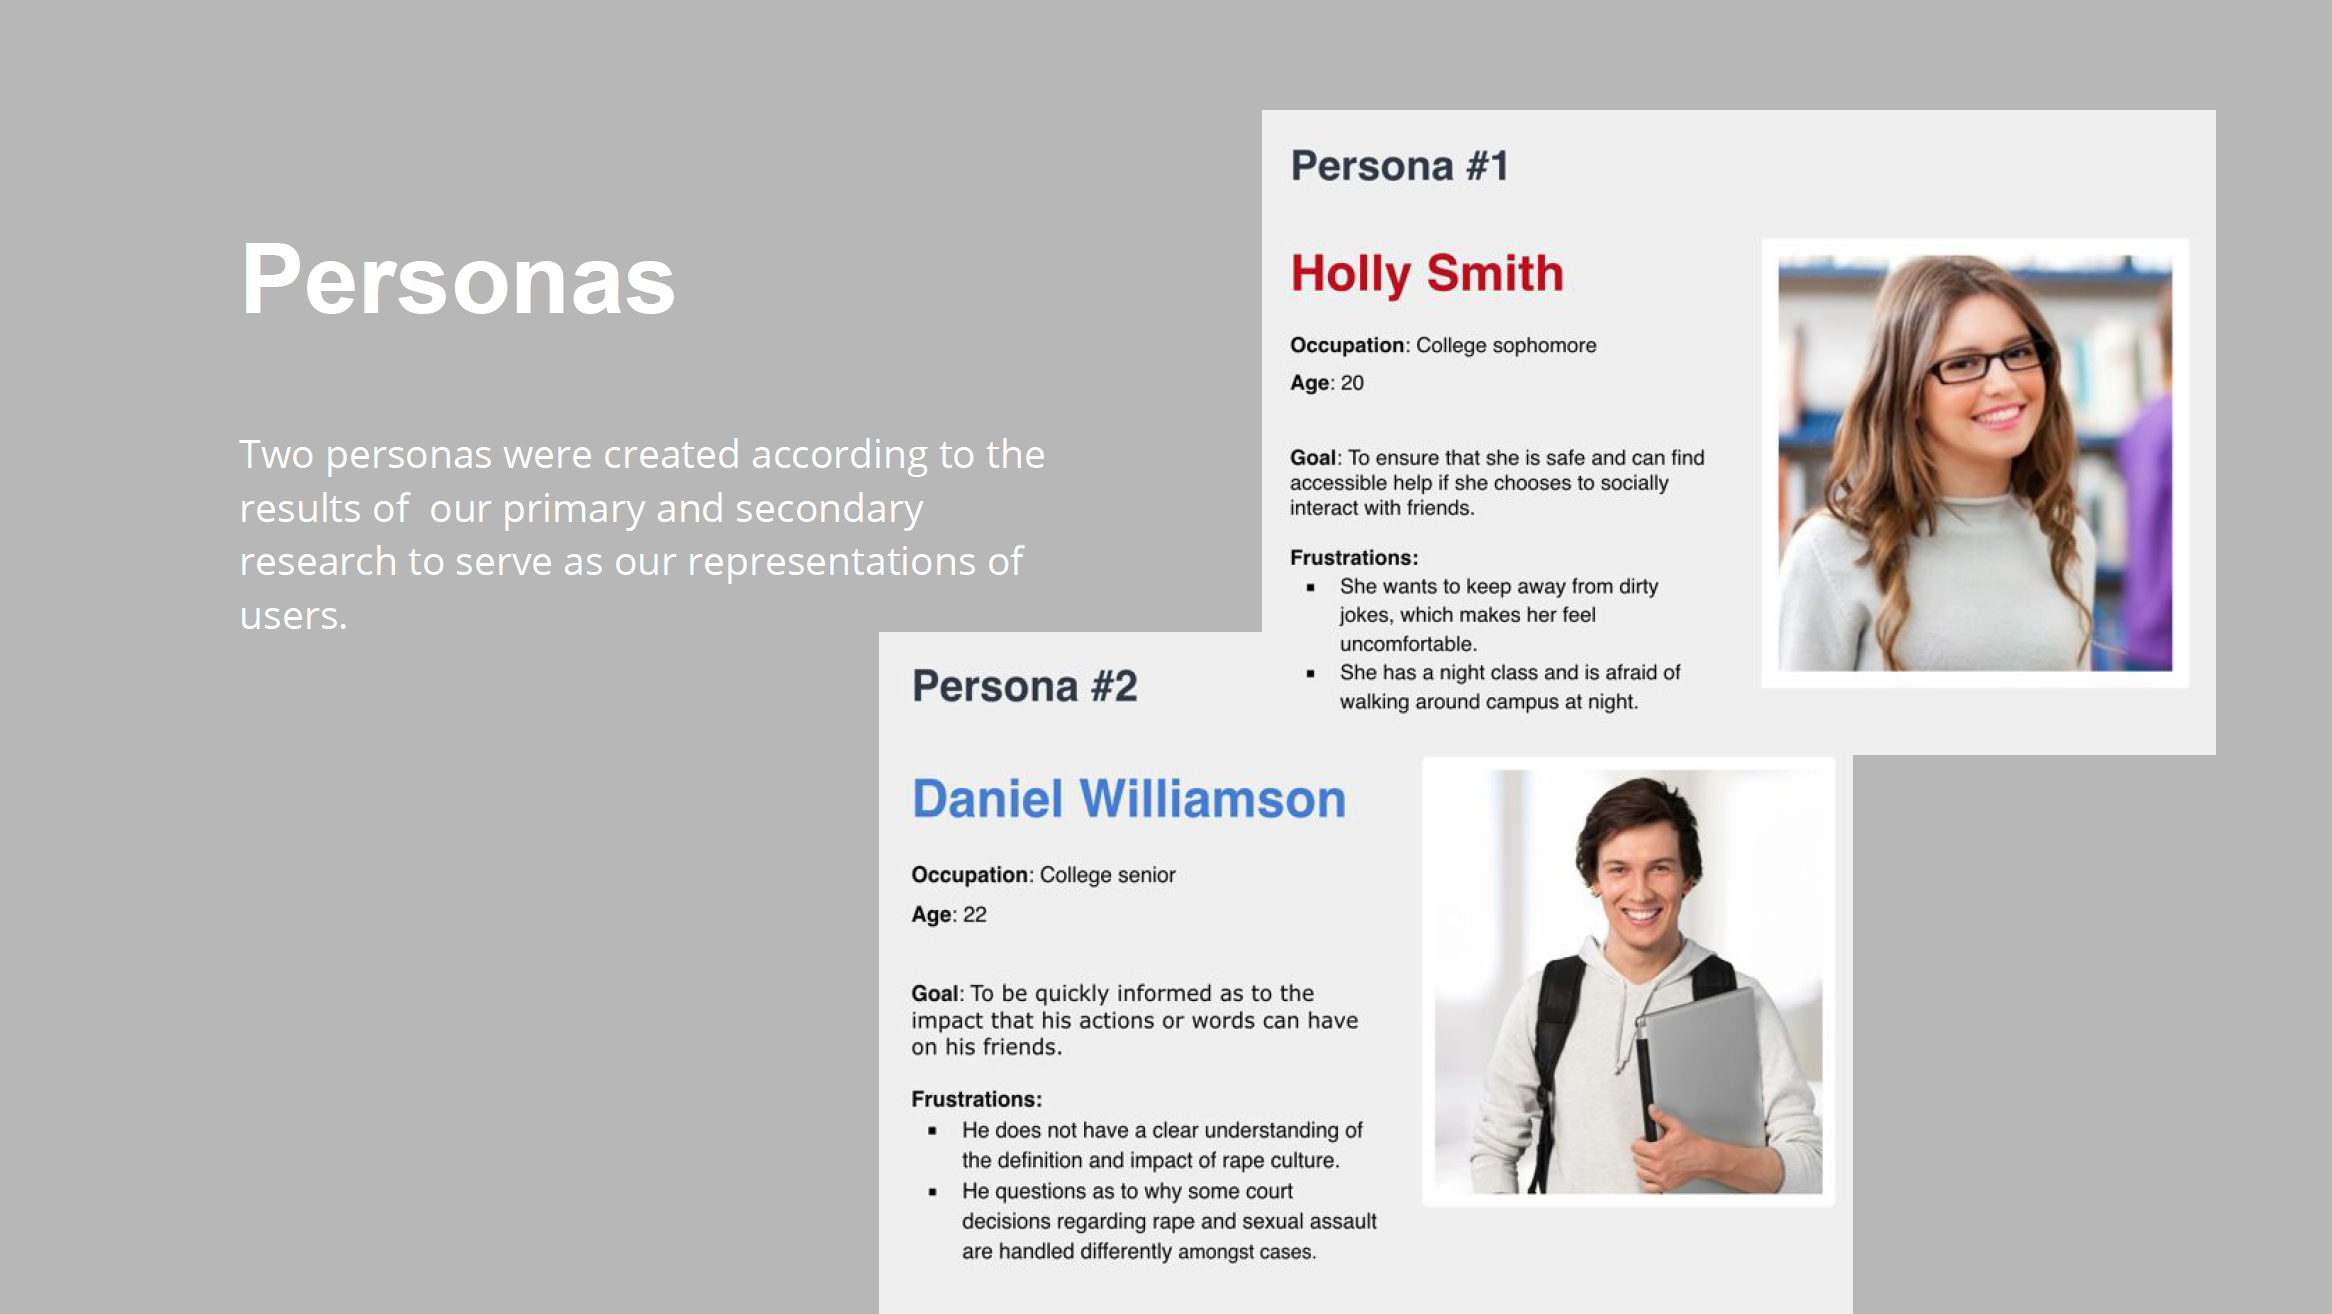 Personas
Two personas were created according to the
results of  our primary and secondary
research to serve as our representations of
users.
Persona #1
Holly Smith
Occupation: College sophomore
Age: 20
Goal: To ensure that she is safe and can find
accessible help if she chooses to socially
interact with friends.
Frustrations:
▪ She wants to keep away from dirty
jokes, which makes her feel
uncomfortable.
▪ She has a night class and is afraid of
walking around campus at night.
Persona #2
Daniel Williamson
Occupation: College senior
Age: 22
Goal: To be quickly informed as to the
impact that his actions or words can have
on his friends.
Frustrations:
▪ He does not have a clear understanding of
the definition and impact of rape culture.
▪ He questions as to why some court
decisions regarding rape and sexual assault
are handled differently amongst cases.